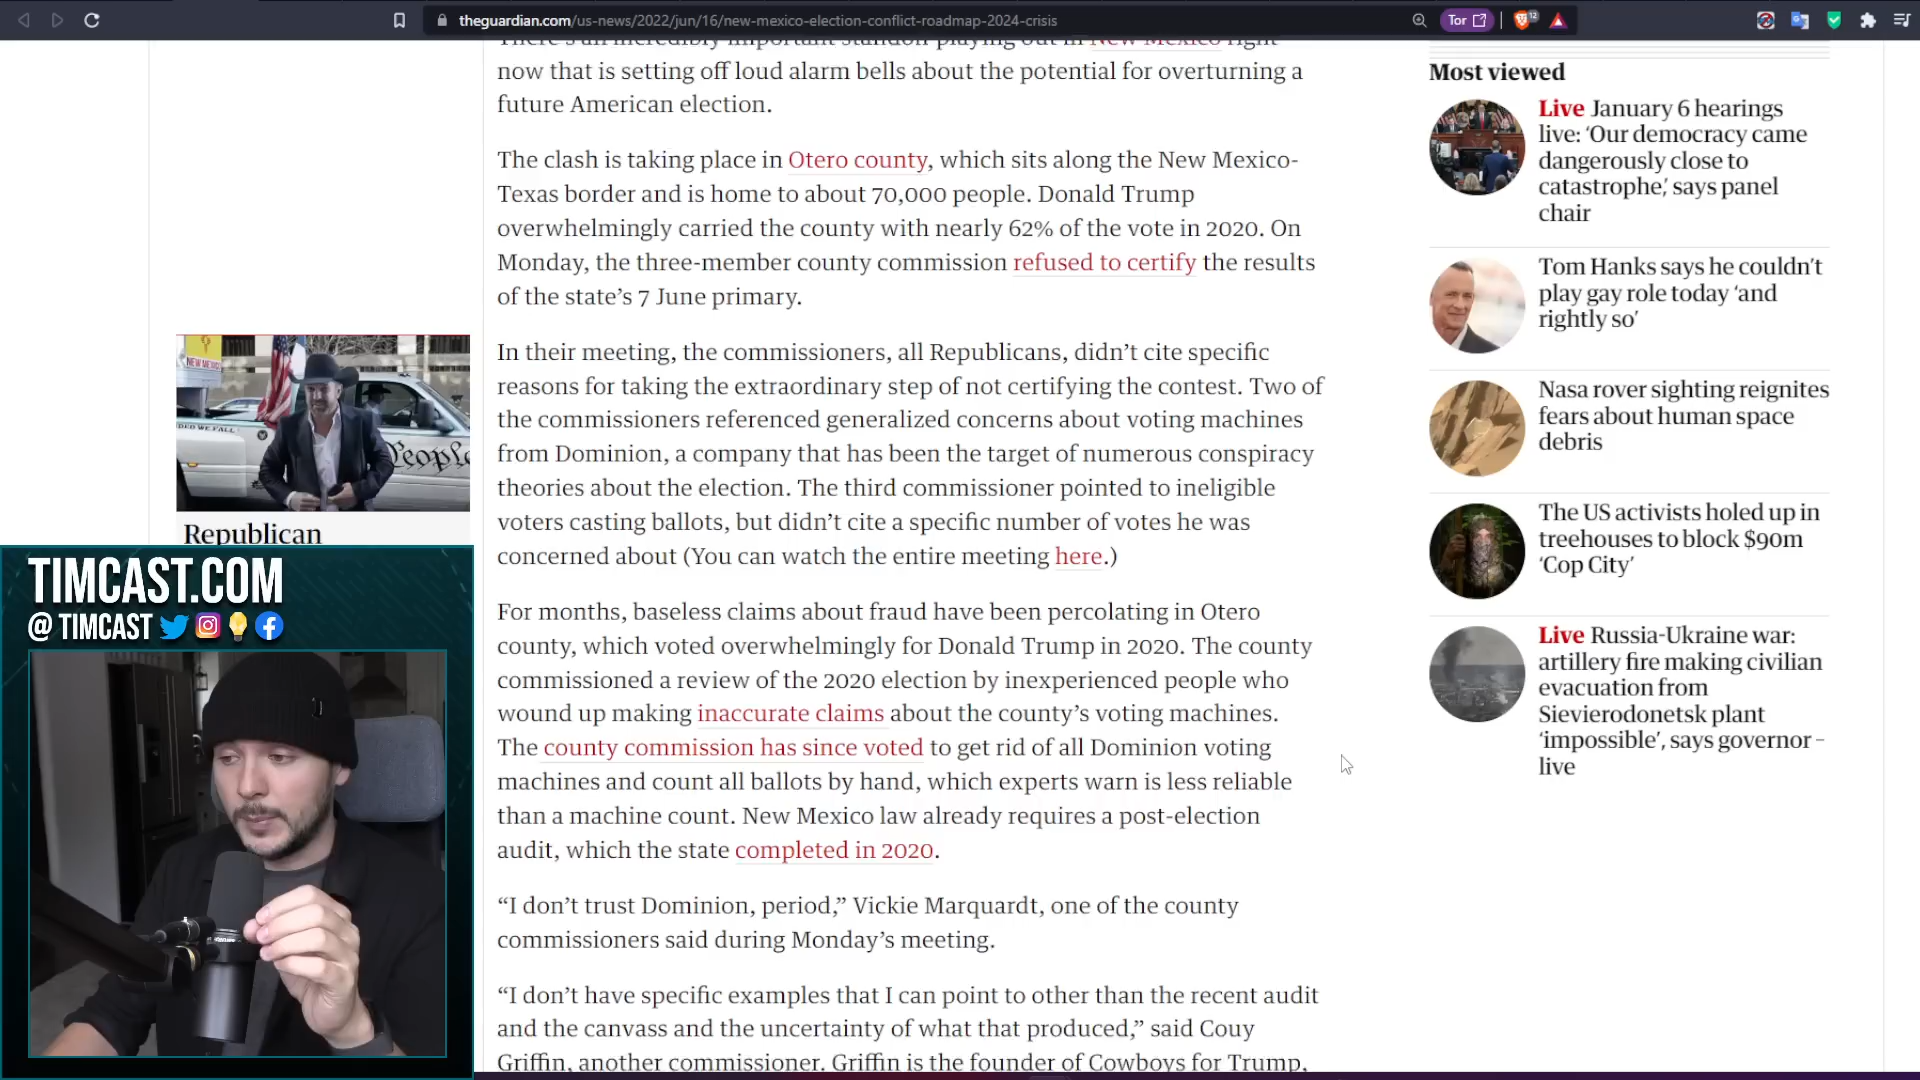 theguardian.com/us-news/2022/jun/16/new-mexico-election-conflict-roadmap-2024-crisis
Tor
12
There's an incredibly important standoff playing out in New Mexico right
now that is setting off loud alarm bells about the potential for overturning a
future American election.
The clash is taking place in Otero county, which sits along the New Mexico-
Texas border and is home to about 70,000 people. Donald Trump
overwhelmingly carried the county with nearly 62% of the vote in 2020. On
Monday, the three-member county commission refused to certify the results
of the state's 7 June primary.
In their meeting, the commissioners, all Republicans, didn't cite specific
reasons for taking the extraordinary step of not certifying the contest. Two of
the commissioners referenced generalized concerns about voting machines
from Dominion, a company that has been the target of numerous conspiracy
theories about the election. The third commissioner pointed to ineligible
voters casting ballots, but didn't cite a specific number of votes he was
concerned about (You can watch the entire meeting here.)
For months, baseless claims about fraud have been percolating in Otero
county, which voted overwhelmingly for Donald Trump in 2020. The county
commissioned a review of the 2020 election by inexperienced people who
wound up making inaccurate claims about the county's voting machines.
The county commission has since voted to get rid of all Dominion voting
machines and count all ballots by hand, which experts warn is less reliable
than a machine count. New Mexico law already requires a post-election
audit, which the state completed in 2020.
“I don't trust Dominion, period,” Vickie Marquardt, one of the county
commissioners said during Monday's meeting.
“I don't have specific examples that I can point to other than the recent audit
and the canvass and the uncertainty of what that produced,” said Couy
Griffin, another commissioner. Griffin is the founder of Cowboys for Trump,
Most viewed
Live January 6 hearings
live: ‘Our democracy came
dangerously close to
catastrophe,’ says panel
chair
Tom Hanks says he couldn't
play gay role today ‘and
rightly so’
Nasa rover sighting reignites
fears about human space
debris
The US activists holed up in
treehouses to block $90m
‘Cop City’
Live Russia-Ukraine war:
artillery fire making civilian
evacuation from
Sievierodonetsk plant
‘impossible’, says governor –
live
NEW MEXICO
People
Republican
TIMCAST.COM
@ TIMCAST